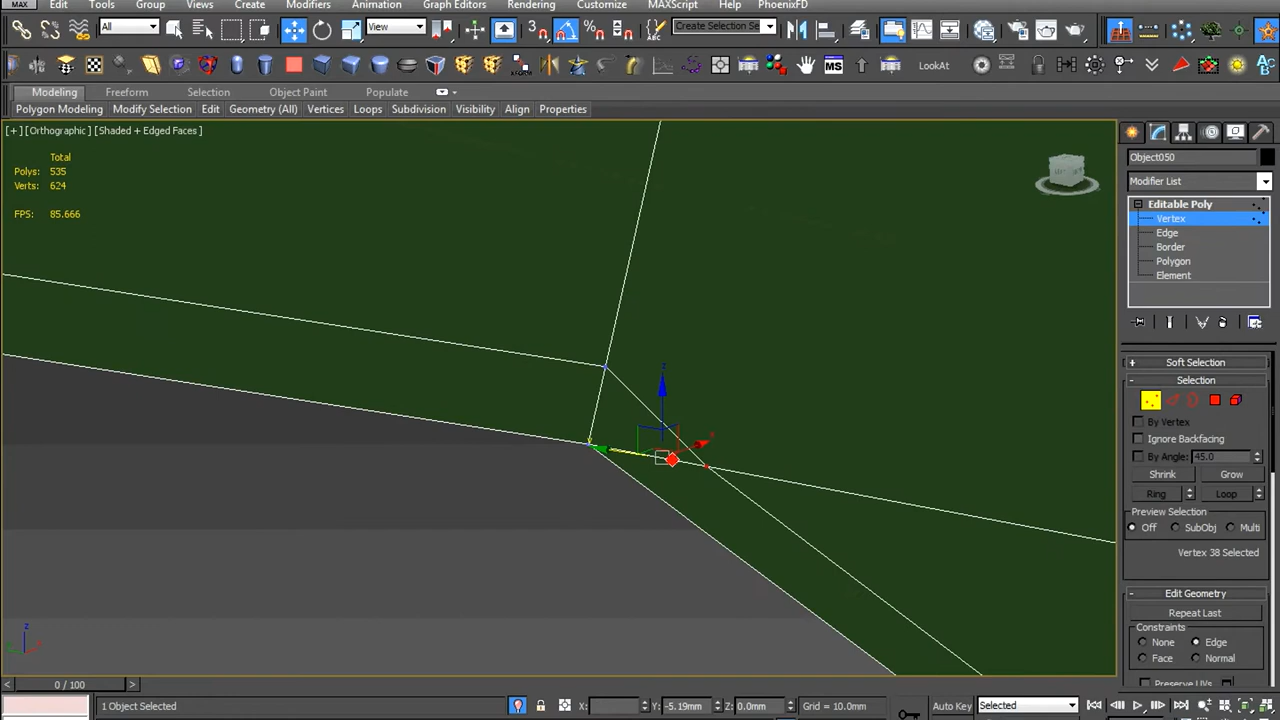 MAX Edit Tools Group Views Create Modifiers Animation Graph Editors Rendering Customize MAXScript Help PhoenixFD
All View 3 % Create Selection Se
XFORM MS LookAt
Modeling Freeform Selection Object Paint Populate
Polygon Modeling Modify Selection Edit Geometry (All) Vertices Loops Subdivision Visibility Align Properties
[+] [Orthographic] [Shaded + Edged Faces]
Total
Polys: 535
Verts: 624
FPS: 85.666
z
z
Object050
Modifier List
Editable Poly
Vertex
Edge
Border
Polygon
Element
+ Soft Selection
- Selection
By Vertex
Ignore Backfacing
By Angle: 45.0
Shrink Grow
Ring Loop
Preview Selection
Off SubObj Multi
Vertex 38 Selected
- Edit Geometry
Repeat Last
Constraints
None Edge
Face Normal
Preserve UVs
< 0 / 100 >
1 Object Selected X: Y: -5.19mm Z: 0.0mm Grid = 10.0mm Auto Key Selected